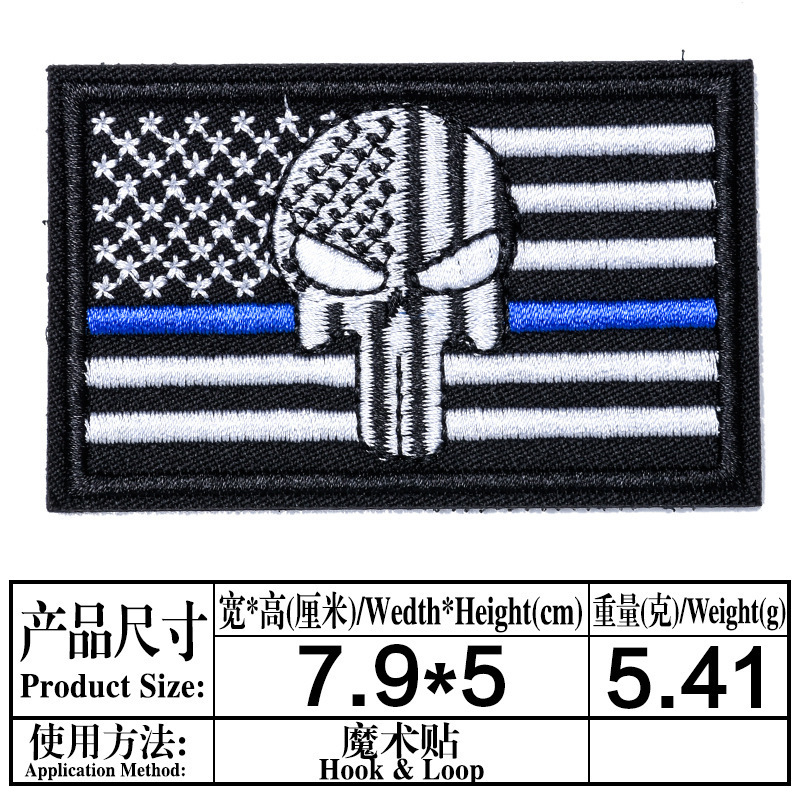 产品尺寸
Product Size:
宽*高(厘米)/Wedth*Height(cm)
7.9*5
重量(克)/Weight(g)
5.41
使用方法:
Application Method:
魔术贴
Hook & Loop